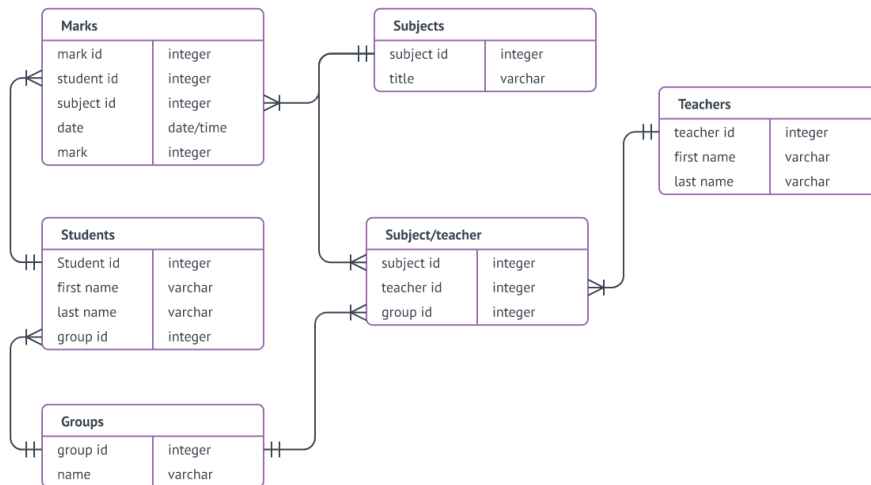 Marks
mark id integer
student id integer
subject id integer
date date/time
mark integer
Subjects
subject id integer
title varchar
Teachers
teacher id integer
first name varchar
last name varchar
Students
Student id integer
first name varchar
last name varchar
group id integer
Subject/teacher
subject id integer
teacher id integer
group id integer
Groups
group id integer
name varchar